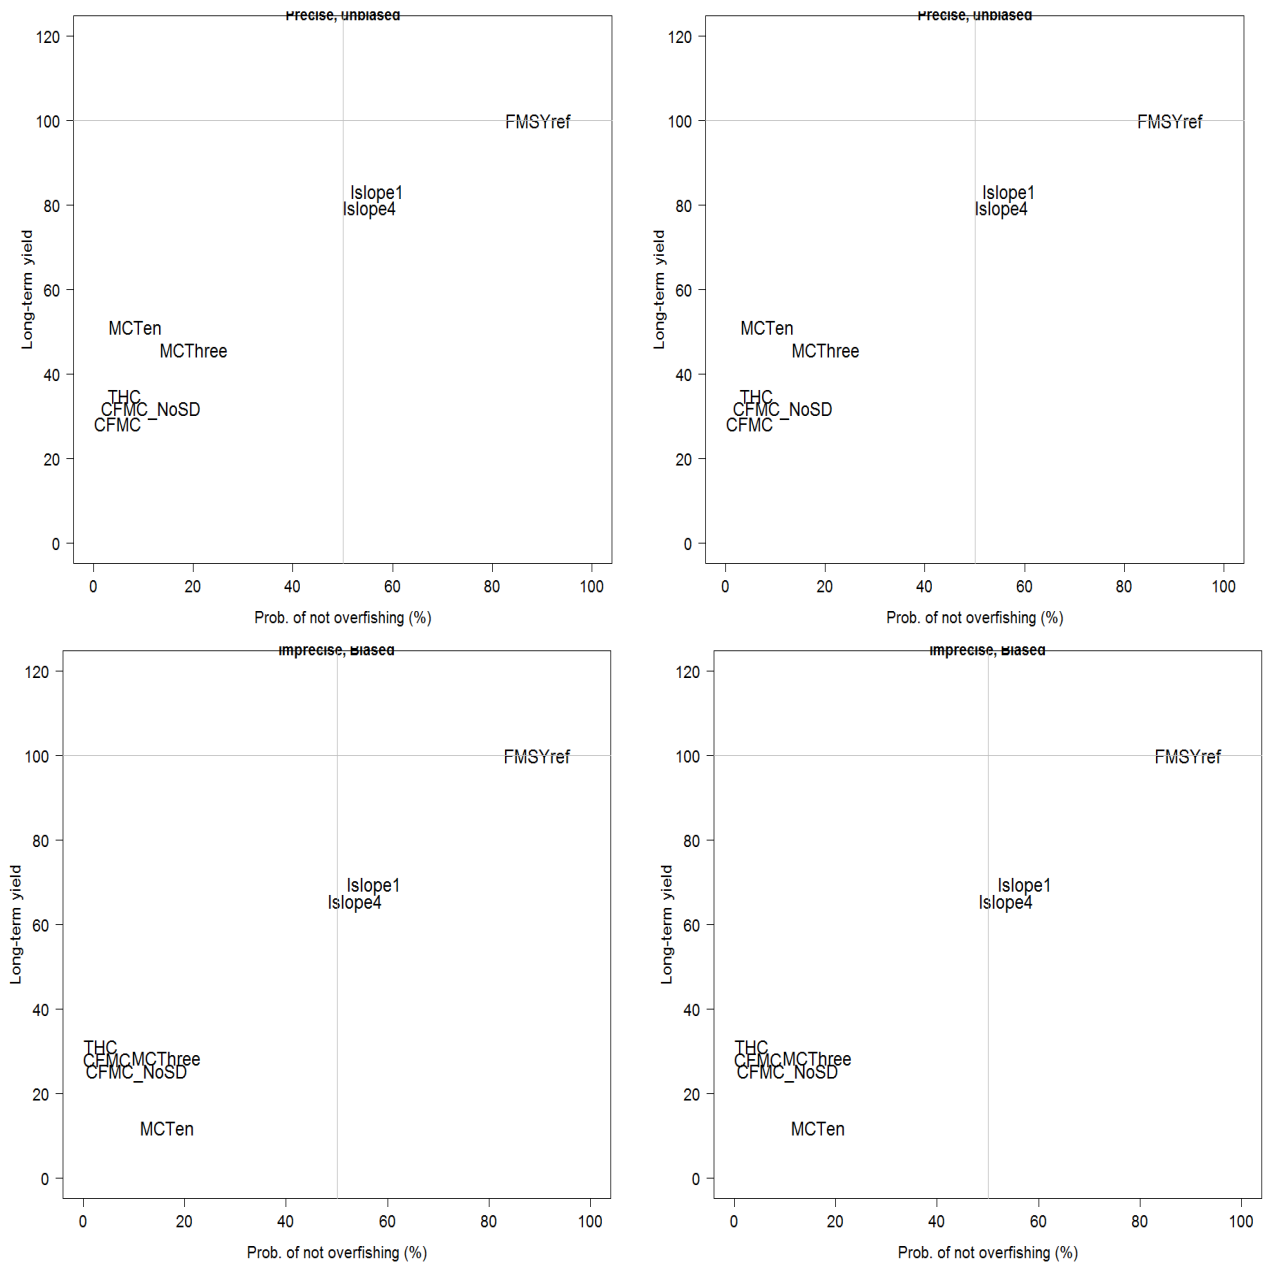 Precise, unbiased
120
100
80
60
40
20
0
Long-term yield
FMSYref
Islope1
Islope4
MCTen
MCThree
THC
CFMC_NoSD
CFMC
0 20 40 60 80 100
Prob. of not overfishing (%)
Precise, unbiased
120
100
80
60
40
20
0
Long-term yield
FMSYref
Islope1
Islope4
MCTen
MCThree
THC
CFMC_NoSD
CFMC
0 20 40 60 80 100
Prob. of not overfishing (%)
Imprecise, Biased
120
100
80
60
40
20
0
Long-term yield
FMSYref
Islope1
Islope4
THC
CFMC MCThree
CFMC_NoSD
MCTen
0 20 40 60 80 100
Prob. of not overfishing (%)
Imprecise, Biased
120
100
80
60
40
20
0
Long-term yield
FMSYref
Islope1
Islope4
THC
CFMC MCThree
CFMC_NoSD
MCTen
0 20 40 60 80 100
Prob. of not overfishing (%)